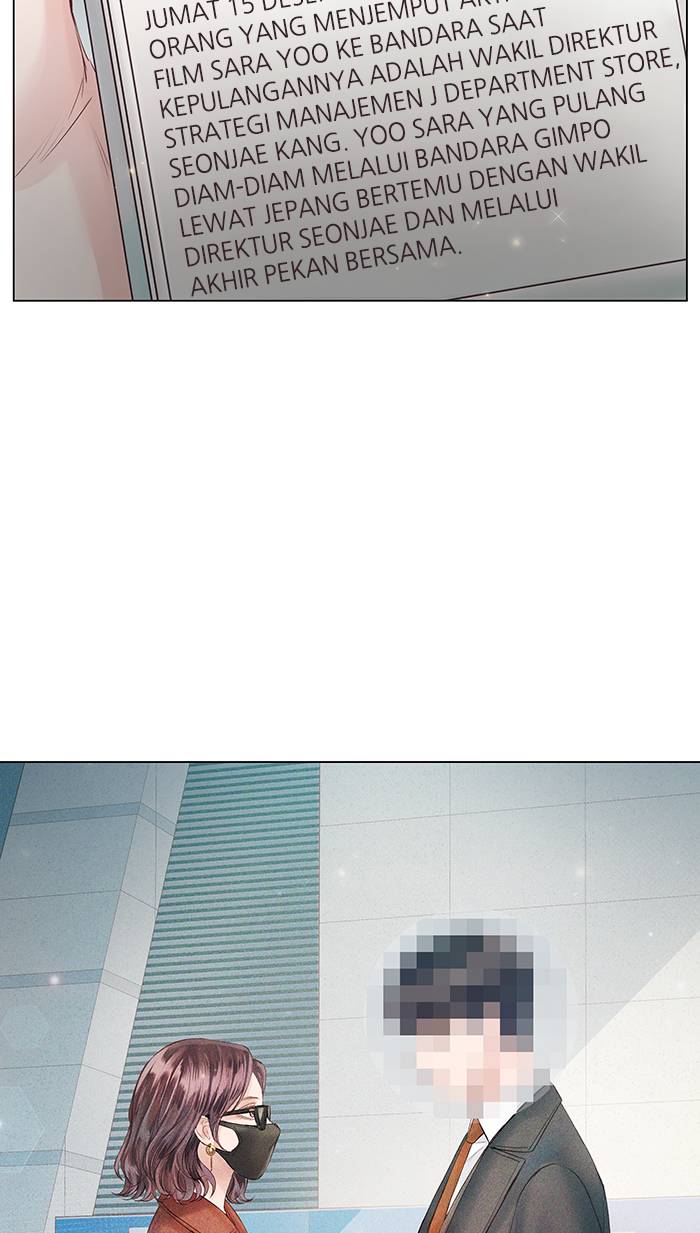 JUMAT 15
ORANG YANG MENJEMPUT
FILM SARA YOO KE BANDARA SAAT
KEPULANGANNYA ADALAH WAKIL DIREKTUR
STRATEGI MANAJEMEN J DEPARTMENT STORE,
SEONJAE KANG. YOO SARA YANG PULANG
DIAM-DIAM MELALUI BANDARA GIMPO
LEWAT JEPANG BERTEMU DENGAN WAKIL
DIREKTUR SEONJAE DAN MELALUI
AKHIR PEKAN BERSAMA.